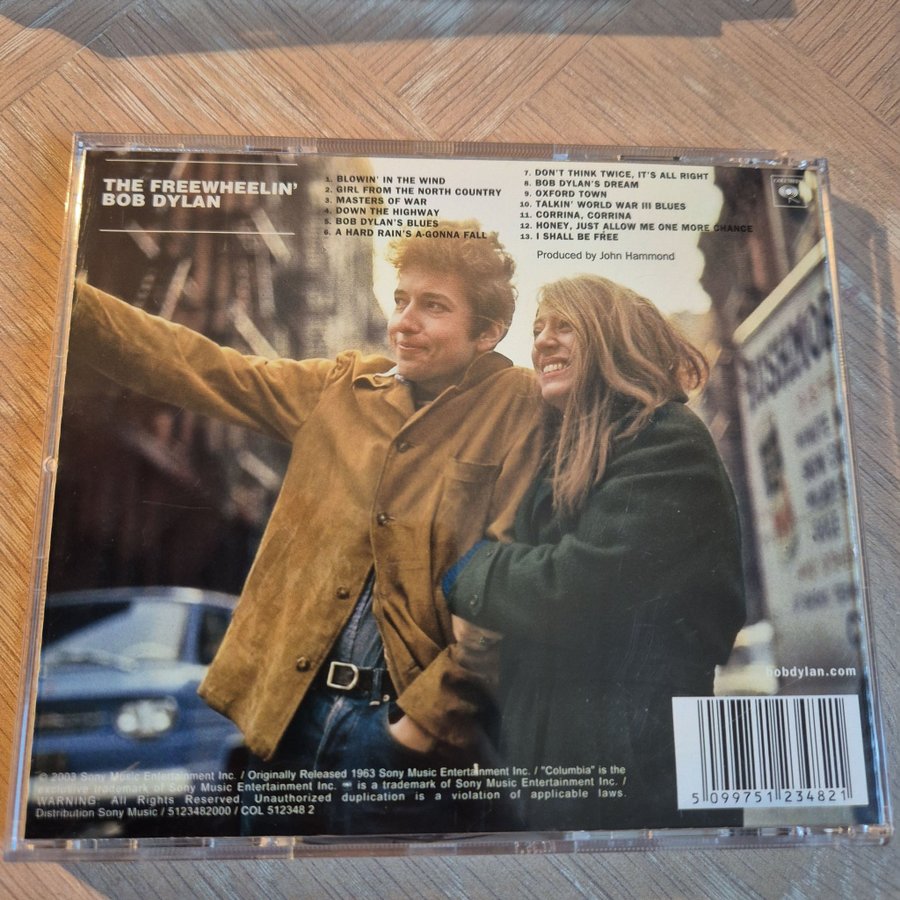 THE FREEWHEELIN'
BOB DYLAN
1. BLOWIN' IN THE WIND
2. GIRL FROM THE NORTH COUNTRY
3. MASTERS OF WAR
4. DOWN THE HIGHWAY
5. BOB DYLAN'S BLUES
6. A HARD RAIN'S A-GONNA FALL
7. DON'T THINK TWICE, IT'S ALL RIGHT
8. BOB DYLAN'S DREAM
9. OXFORD TOWN
10. TALKIN' WORLD WAR III BLUES
11. CORRINA, CORRINA
12. HONEY, JUST ALLOW ME ONE MORE CHANCE
13. I SHALL BE FREE
Produced by John Hammond
COLUMBIA
bobdylan.com
© 2003 Sony Music Entertainment Inc. / Originally Released 1963 Sony Music Entertainment Inc. / "Columbia" is the
exclusive trademark of Sony Music Entertainment Inc. / is a trademark of Sony Music Entertainment Inc. /
WARNING: All Rights Reserved. Unauthorized duplication is a violation of applicable laws.
Distribution Sony Music / 5123482000 / COL 512348 2
5 099751 234821